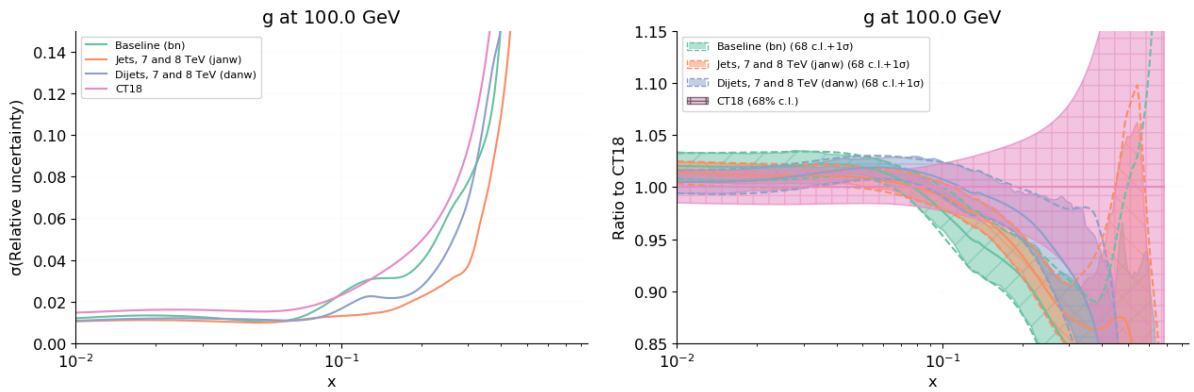 g at 100.0 GeV
σ(Relative uncertainty)
0.14
0.12
0.10
0.08
0.06
0.04
0.02
0.00
Baseline (bn)
Jets, 7 and 8 TeV (janw)
Dijets, 7 and 8 TeV (danw)
CT18
10⁻²
10⁻¹
x
g at 100.0 GeV
Ratio to CT18
1.15
1.10
1.05
1.00
0.95
0.90
0.85
Baseline (bn) (68 c.l.+1σ)
Jets, 7 and 8 TeV (janw) (68 c.l.+1σ)
Dijets, 7 and 8 TeV (danw) (68 c.l.+1σ)
CT18 (68% c.l.)
10⁻²
10⁻¹
x